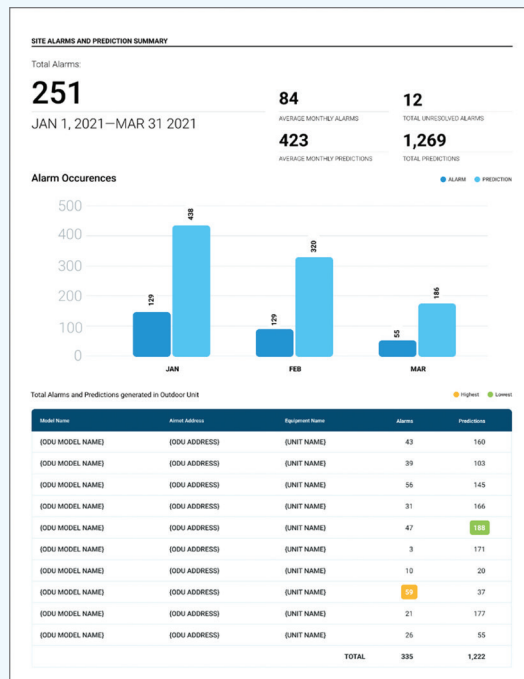 SITE ALARMS AND PREDICTION SUMMARY
Total Alarms:
251
JAN 1, 2021—MAR 31 2021
84
AVERAGE MONTHLY ALARMS
12
TOTAL UNRESOLVED ALARMS
423
AVERAGE MONTHLY PREDICTIONS
1,269
TOTAL PREDICTIONS
Alarm Occurences
ALARM PREDICTION
500
400
300
200
100
0
129
438
129
320
55
186
JAN FEB MAR
Total Alarms and Predictions generated in Outdoor Unit
Highest Lowest
Model Name Airnet Address Equipment Name Alarms Predictions
{ODU MODEL NAME} {ODU ADDRESS} {UNIT NAME} 43 160
{ODU MODEL NAME} {ODU ADDRESS} {UNIT NAME} 39 103
{ODU MODEL NAME} {ODU ADDRESS} {UNIT NAME} 56 145
{ODU MODEL NAME} {ODU ADDRESS} {UNIT NAME} 31 166
{ODU MODEL NAME} {ODU ADDRESS} {UNIT NAME} 47 188
{ODU MODEL NAME} {ODU ADDRESS} {UNIT NAME} 3 171
{ODU MODEL NAME} {ODU ADDRESS} {UNIT NAME} 10 20
{ODU MODEL NAME} {ODU ADDRESS} {UNIT NAME} 59 37
{ODU MODEL NAME} {ODU ADDRESS} {UNIT NAME} 21 177
{ODU MODEL NAME} {ODU ADDRESS} {UNIT NAME} 26 55
TOTAL 335 1,222